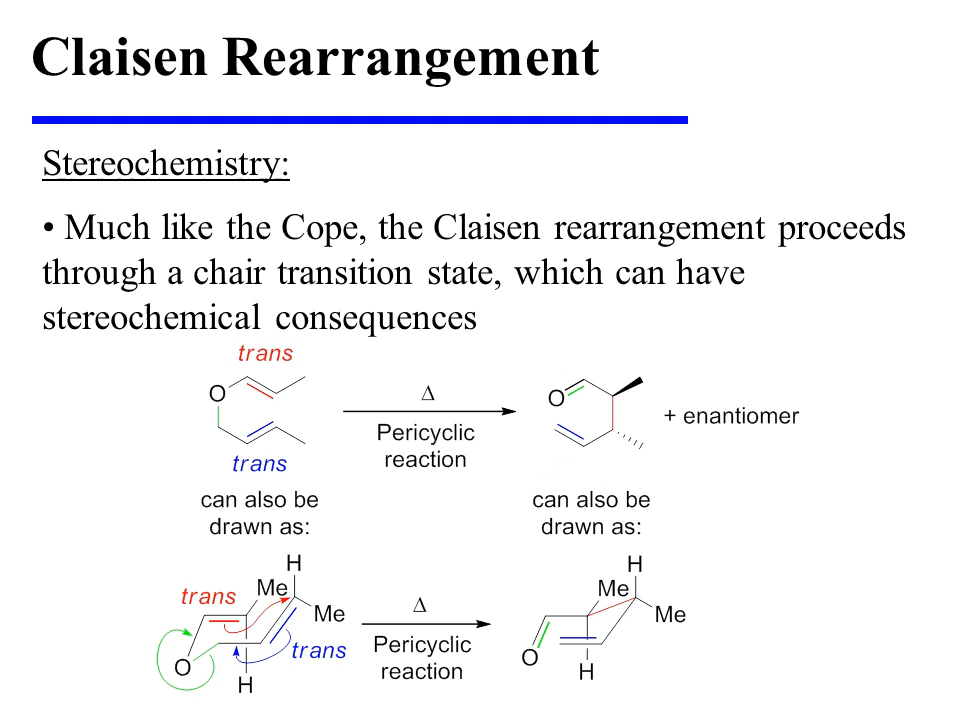 Claisen Rearrangement
Stereochemistry:
• Much like the Cope, the Claisen rearrangement proceeds
through a chair transition state, which can have
stereochemical consequences
trans
O
trans
Δ
Pericyclic
reaction
O
+ enantiomer
can also be
drawn as:
can also be
drawn as:
H
Me
trans
Me
trans
O
H
Δ
Pericyclic
reaction
H
Me
Me
O
H